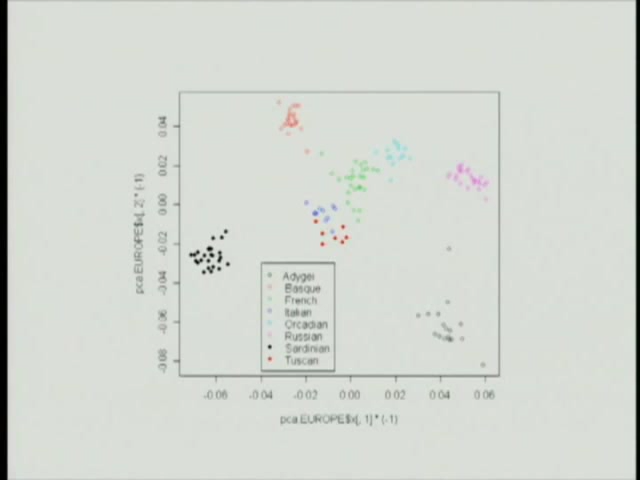 pca.EUROPE$x[, 2] * (-1)
0.04
0.02
0.00
-0.02
-0.04
-0.06
-0.08
Adygei
Basque
French
Italian
Orcadian
Russian
Sardinian
Tuscan
-0.06 -0.04 -0.02 0.00 0.02 0.04 0.06
pca.EUROPE$x[, 1] * (-1)